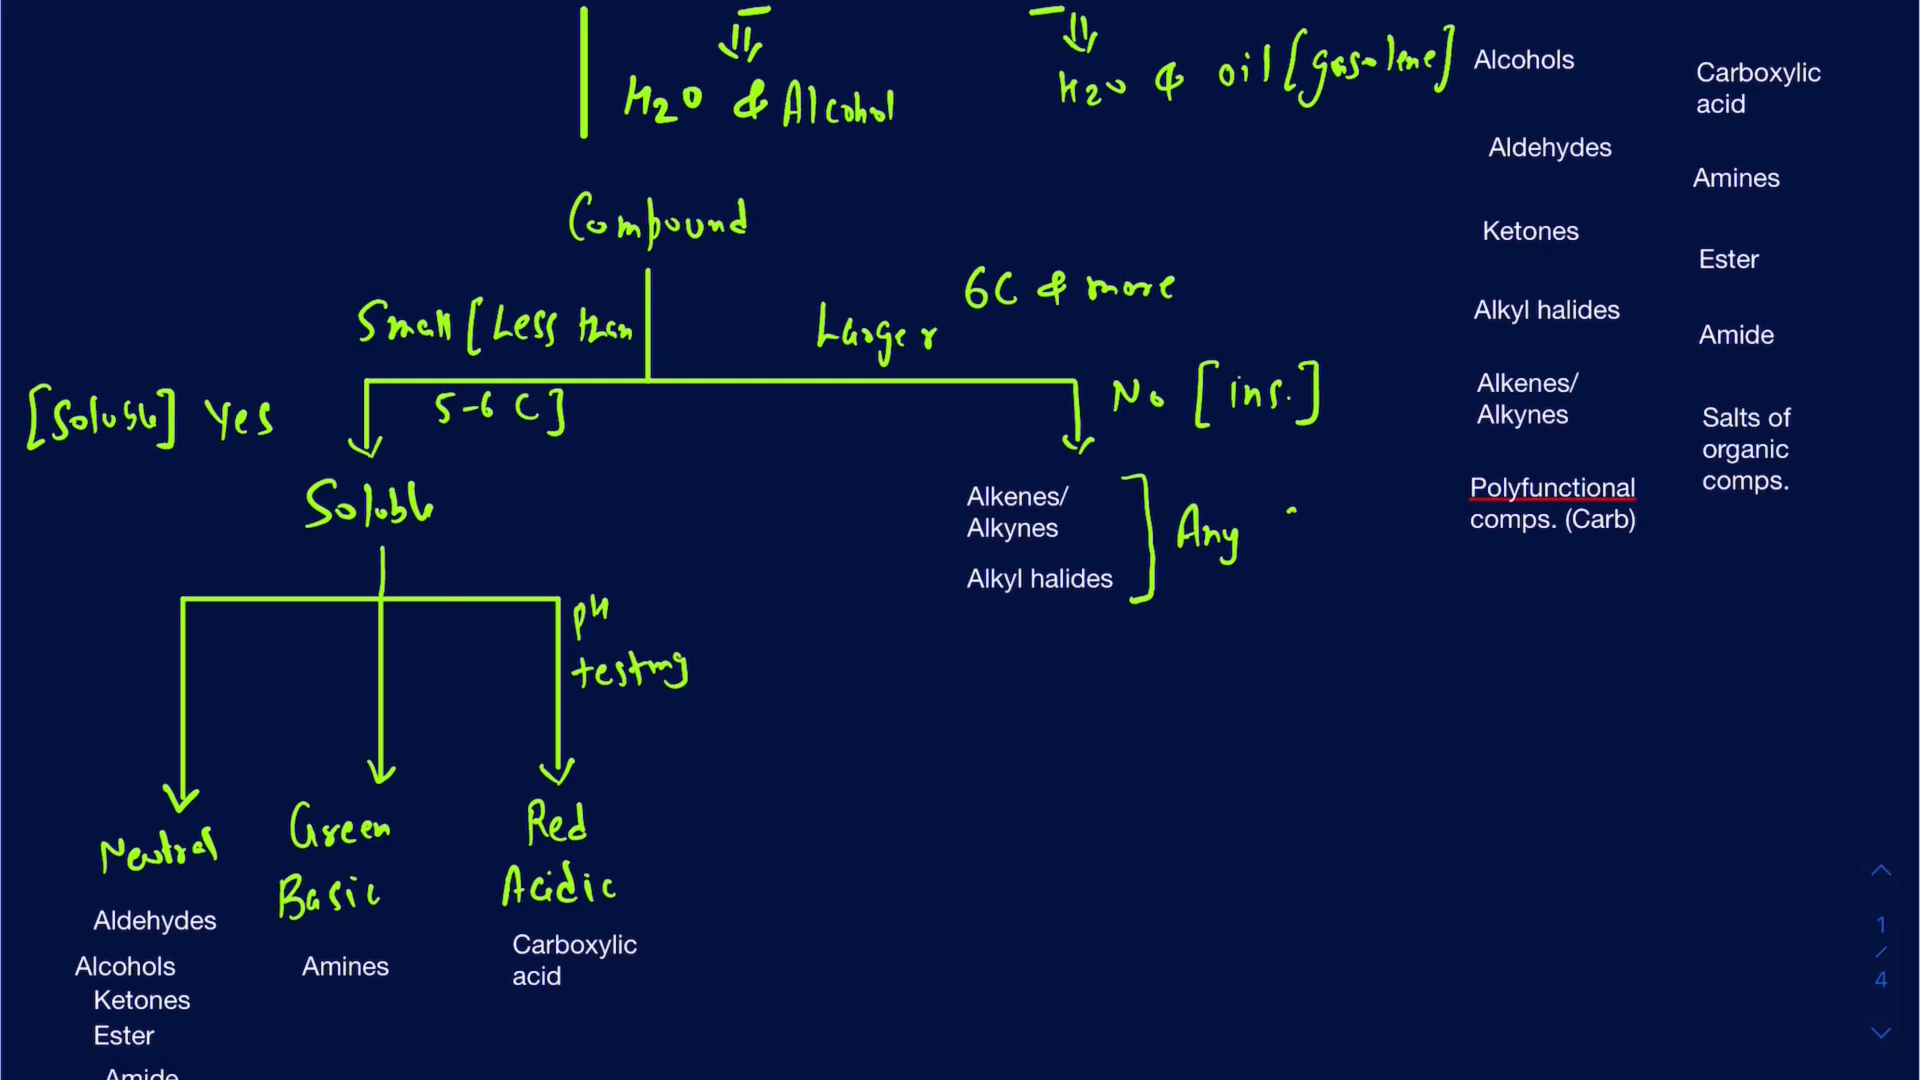 H2O & Alcohol
H2O & oil [gasolene]
Compound
Small [Less than
5-6 C]
Larger
6C & more
[Soluble] Yes
No [ins.]
Soluble
Alkenes/
Alkynes
Alkyl halides
Any
pH
testing
Neutral
Green
Basic
Red
Acidic
Aldehydes
Alcohols
Ketones
Ester
Amide
Amines
Carboxylic
acid
Alcohols
Aldehydes
Ketones
Alkyl halides
Alkenes/
Alkynes
Polyfunctional
comps. (Carb)
Carboxylic
acid
Amines
Ester
Amide
Salts of
organic
comps.
1
/
4